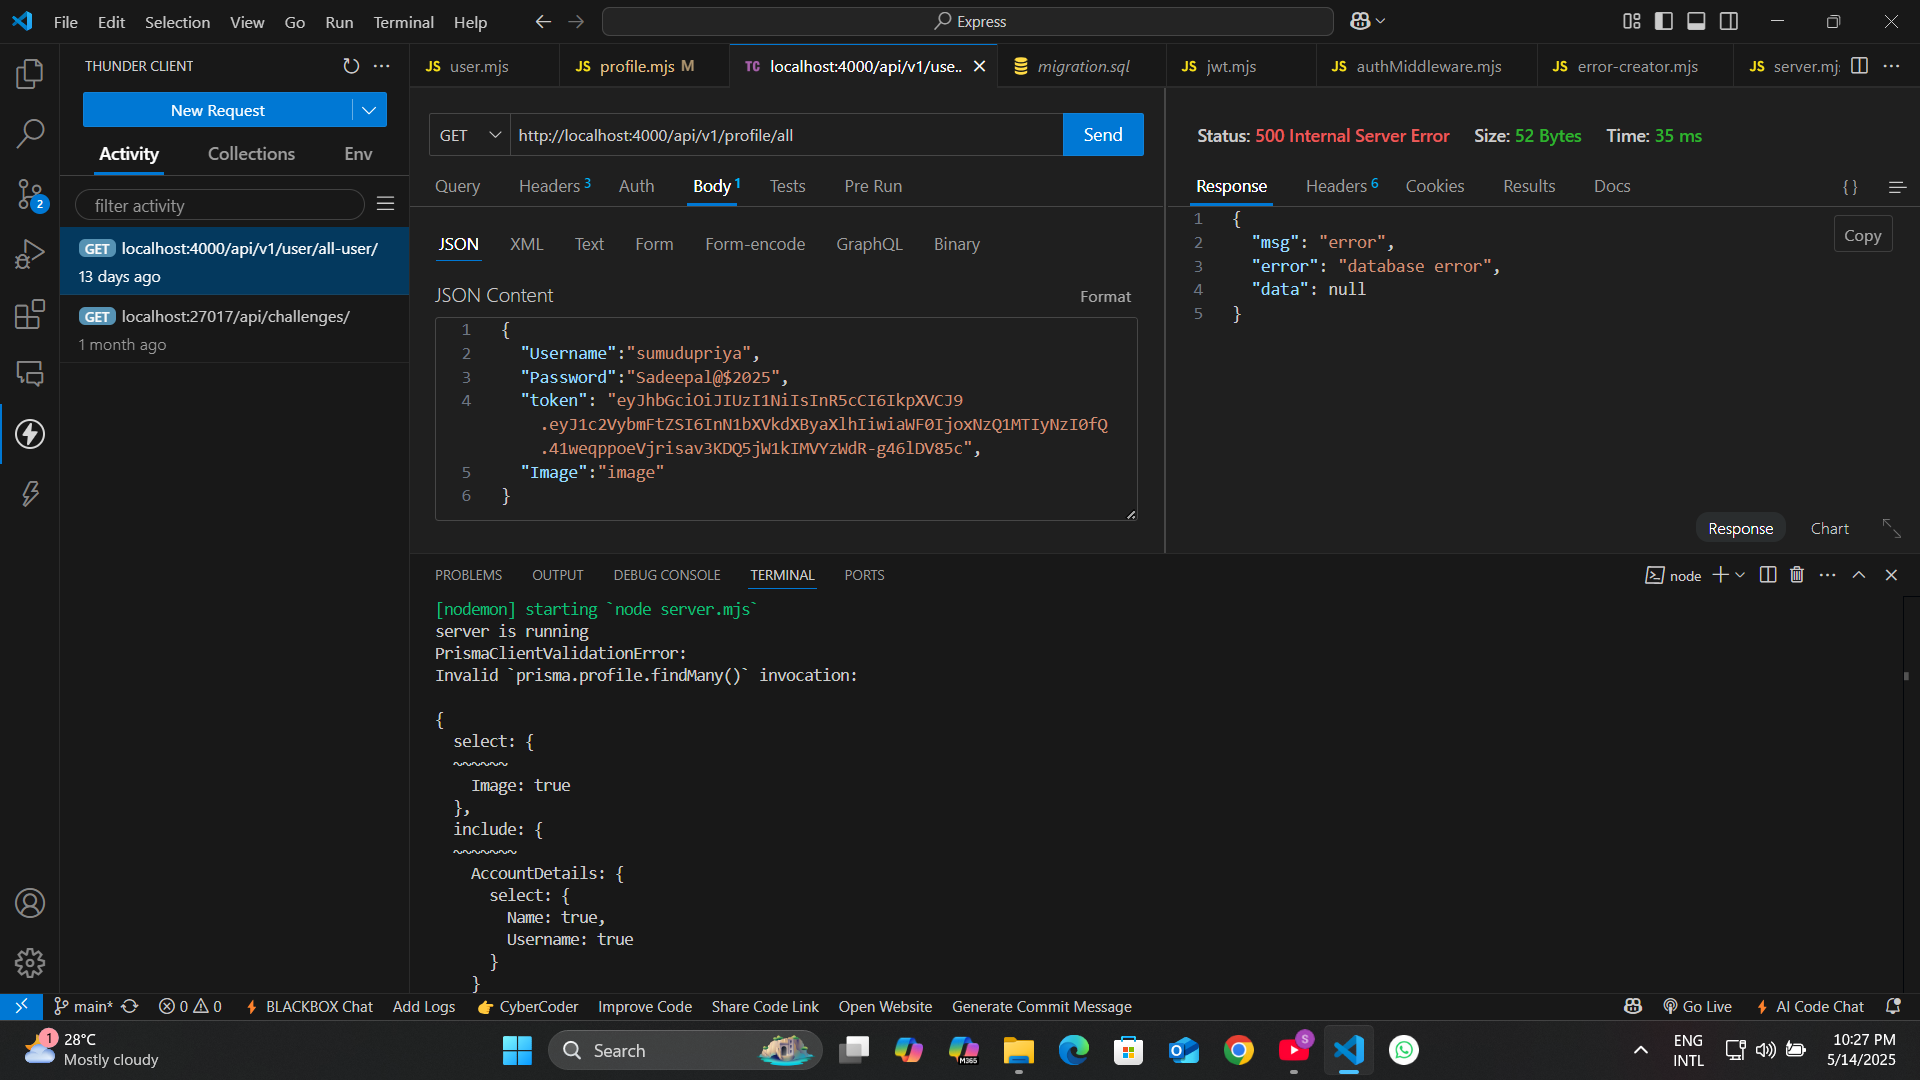 File Edit Selection View Go Run Terminal Help
Express
THUNDER CLIENT
New Request
Activity Collections Env
filter activity
GET localhost:4000/api/v1/user/all-user/
13 days ago
GET localhost:27017/api/challenges/
1 month ago
2
JS user.mjs
JS profile.mjs M
TC localhost:4000/api/v1/use..
migration.sql
JS jwt.mjs
JS authMiddleware.mjs
JS error-creator.mjs
JS server.mj
GET http://localhost:4000/api/v1/profile/all Send
Query Headers 3 Auth Body 1 Tests Pre Run
JSON XML Text Form Form-encode GraphQL Binary
JSON Content Format
1 {
2 "Username":"sumudupriya",
3 "Password":"Sadeepal@$2025",
4 "token": "eyJhbGciOiJIUzI1NiIsInR5cCI6IkpXVCJ9
.eyJ1c2VybmFtZSI6InN1bXVkdXByaXlhIiwiaWF0IjoxNzQ1MTIyNzI0fQ
.41weqppoeVjrisav3KDQ5jW1kIMVYzWdR-g46lDV85c",
5 "Image":"image"
6 }
Status: 500 Internal Server Error Size: 52 Bytes Time: 35 ms
Response Headers 6 Cookies Results Docs { }
1 {
2 "msg": "error",
3 "error": "database error",
4 "data": null
5 }
Copy
Response Chart
PROBLEMS OUTPUT DEBUG CONSOLE TERMINAL PORTS
node
[nodemon] starting `node server.mjs`
server is running
PrismaClientValidationError:
Invalid `prisma.profile.findMany()` invocation:
{
select: {
~~~~~~
Image: true
},
include: {
~~~~~~~
AccountDetails: {
select: {
Name: true,
Username: true
}
}
main* 0 0 BLACKBOX Chat Add Logs CyberCoder Improve Code Share Code Link Open Website Generate Commit Message Go Live AI Code Chat
1
28°C
Mostly cloudy
Search
M365
S
ENG
INTL
10:27 PM
5/14/2025